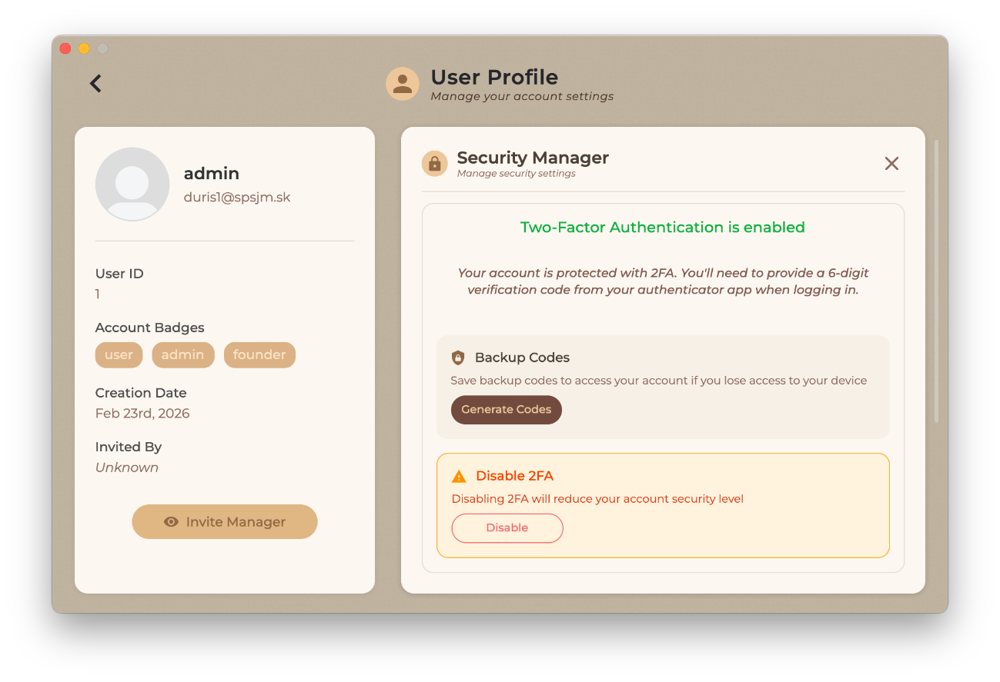 User Profile
Manage your account settings
admin
duris1@spsjm.sk
User ID
1
Account Badges
user admin founder
Creation Date
Feb 23rd, 2026
Invited By
Unknown
Invite Manager
Security Manager
Manage security settings
Two-Factor Authentication is enabled
Your account is protected with 2FA. You'll need to provide a 6-digit
verification code from your authenticator app when logging in.
Backup Codes
Save backup codes to access your account if you lose access to your device
Generate Codes
Disable 2FA
Disabling 2FA will reduce your account security level
Disable